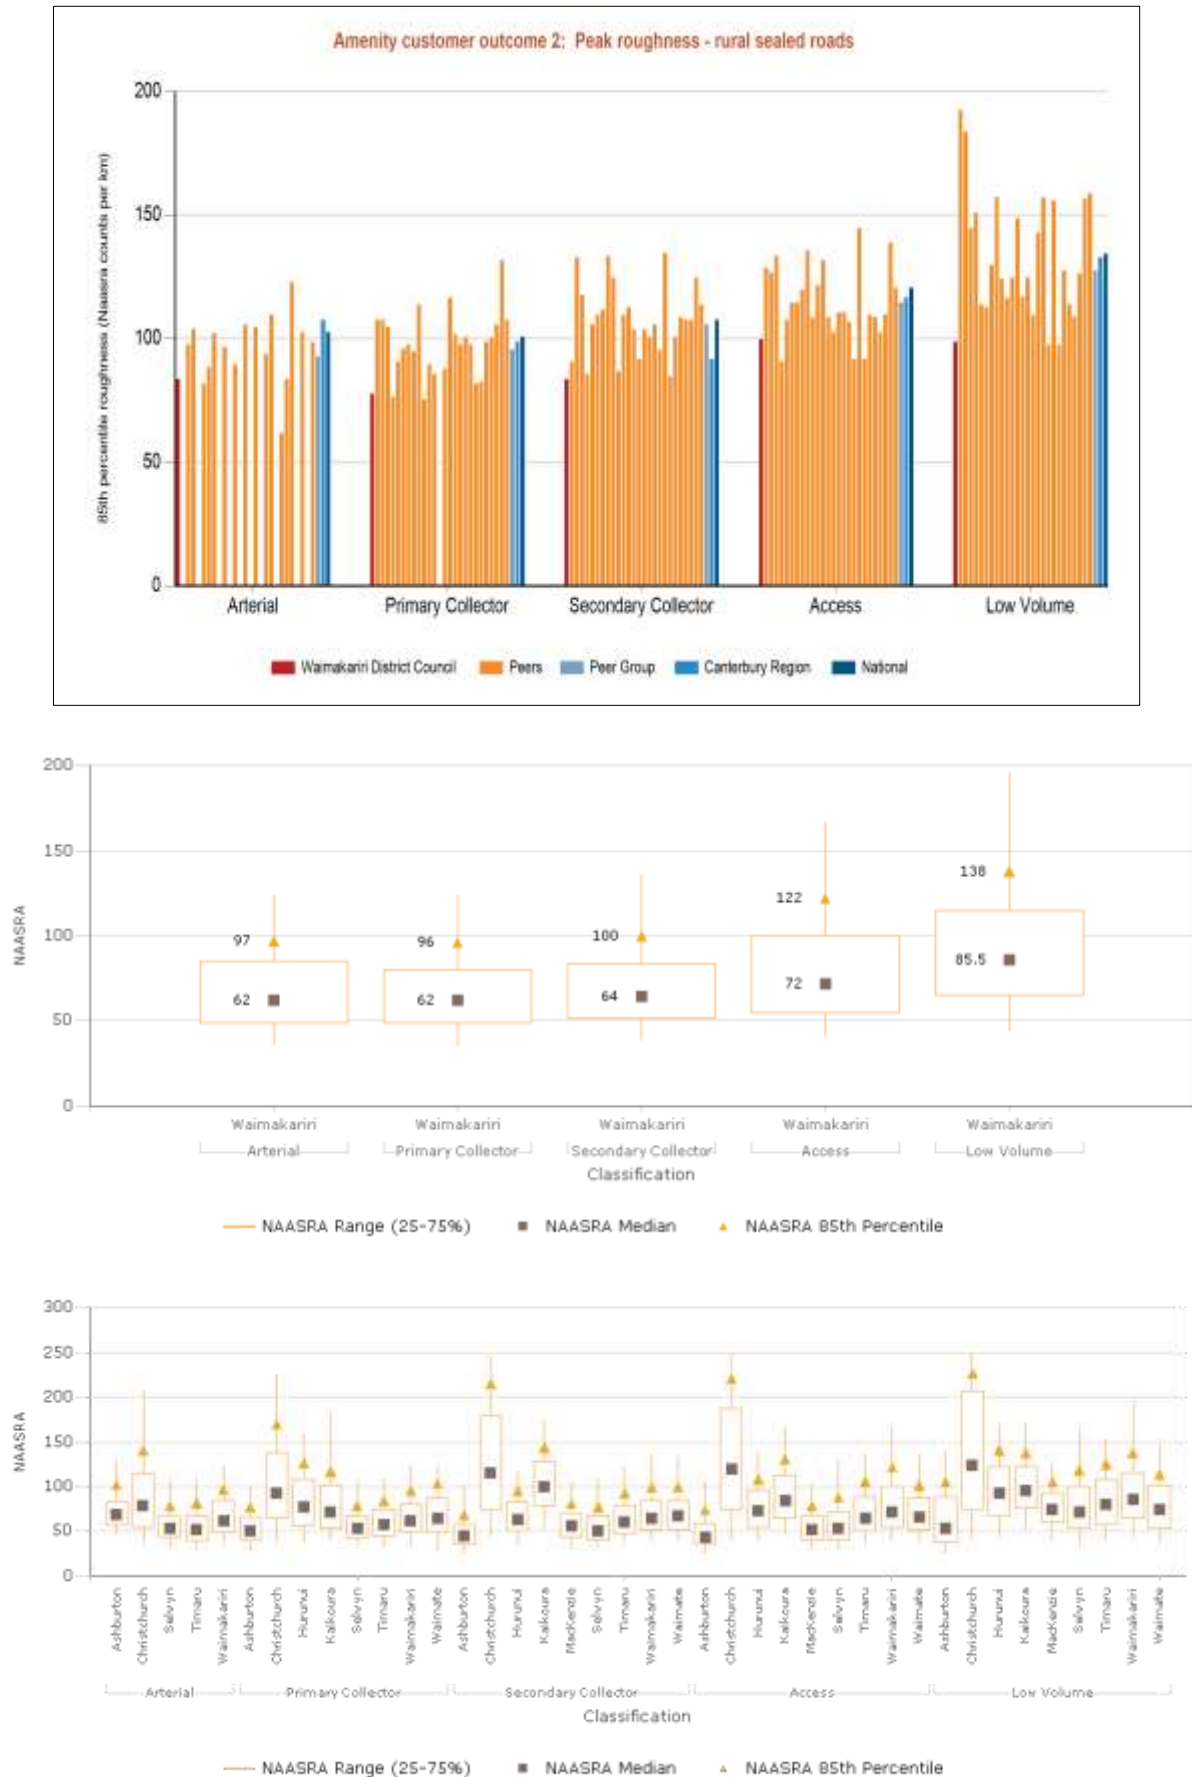 Amenity customer outcome 2: Peak roughness - rural sealed roads
85th percentile roughness (Naasra counts per km)
200
150
100
50
0
Arterial Primary Collector Secondary Collector Access Low Volume
Waimakariri District Council Peers Peer Group Canterbury Region National
NAASRA
200
150
100
50
0
97 96 100 122 138
62 62 64 72 85.5
Waimakariri Waimakariri Waimakariri Waimakariri Waimakariri
Arterial Primary Collector Secondary Collector Access Low Volume
Classification
NAASRA Range (25-75%) NAASRA Median NAASRA 85th Percentile
NAASRA
300
250
200
150
100
50
0
Ashburton Christchurch Selwyn Timaru Waimakariri Ashburton Christchurch Hurunui Kaikoura Selwyn Timaru Waimakariri Waimate Ashburton Christchurch Hurunui Kaikoura MacKenzie Selwyn Timaru Waimakariri Waimate Ashburton Christchurch Hurunui Kaikoura MacKenzie Selwyn Timaru Waimakariri Waimate Ashburton Christchurch Hurunui Kaikoura MacKenzie Selwyn Timaru Waimakariri Waimate
Arterial Primary Collector Secondary Collector Access Low Volume
Classification
NAASRA Range (25-75%) NAASRA Median NAASRA 85th Percentile